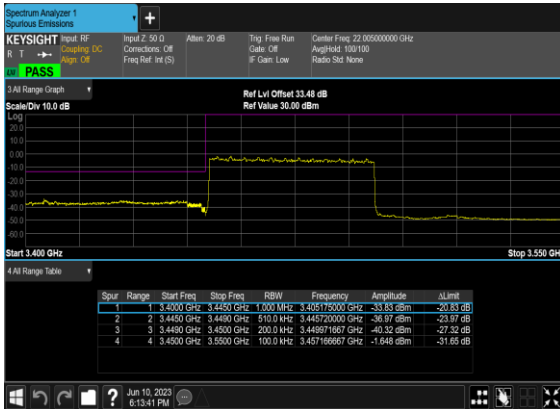 Spectrum Analyzer 1
Spurious Emissions
+
KEYSIGHT Input: RF Input Z: 50 Ω Atten: 20 dB Trig: Free Run Center Freq: 22.005000000 GHz
R T Coupling: DC Corrections: Off Gate: Off Avg|Hold: 100/100
Align: Off Freq Ref: Int (S) IF Gain: Low Radio Std: None
PASS
3 All Range Graph
Ref Lvl Offset 33.48 dB
Scale/Div 10.0 dB Ref Value 30.00 dBm
Log
20.0
10.0
0.00
-10.0
-20.0
-30.0
-40.0
-50.0
-60.0
Start 3.400 GHz Stop 3.550 GH
4 All Range Table
Spur Range Start Freq Stop Freq RBW Frequency Amplitude ΔLimit
1 1 3.4000 GHz 3.4450 GHz 1.000 MHz 3.405175000 GHz -33.83 dBm -20.83 dB
2 2 3.4450 GHz 3.4490 GHz 510.0 kHz 3.445720000 GHz -36.97 dBm -23.97 dB
3 3 3.4490 GHz 3.4500 GHz 200.0 kHz 3.449971667 GHz -40.32 dBm -27.32 dB
4 4 3.4500 GHz 3.5500 GHz 100.0 kHz 3.457166667 GHz -1.648 dBm -31.65 dB
? Jun 10, 2023
6:13:41 PM